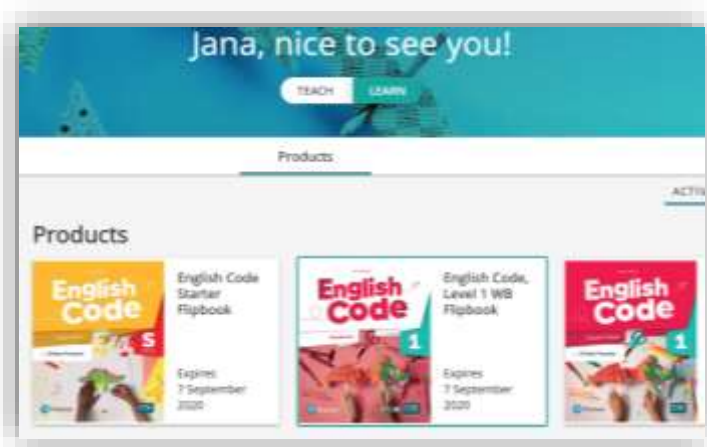 Jana, nice to see you!
TEACH LEARN
Products
ACTIV
Products
English
Code
S
English Code
Starter
Flipbook
Expires
7 September
2020
English
Code
1
English Code,
Level 1 WB
Flipbook
Expires
7 September
2020
English
Code
1